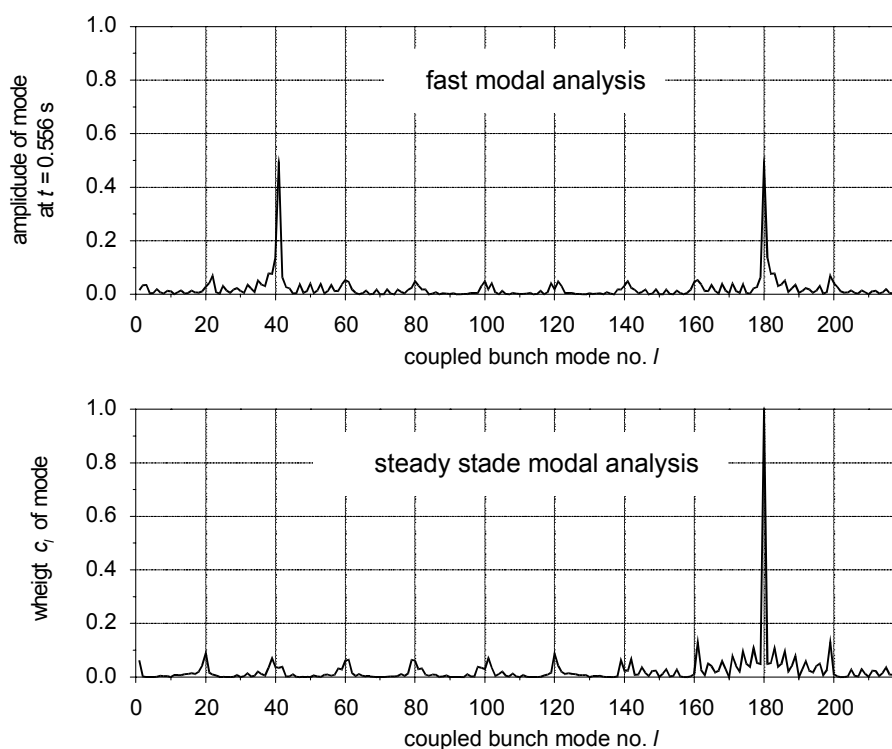 1.0
fast modal analysis
0.8
0.6
0.4
0.2
0.0
amplidude of mode
at t = 0.556 s
0 20 40 60 80 100 120 140 160 180 200
coupled bunch mode no. l
1.0
steady stade modal analysis
0.8
0.6
0.4
0.2
0.0
wheigt cl of mode
0 20 40 60 80 100 120 140 160 180 200
coupled bunch mode no. l